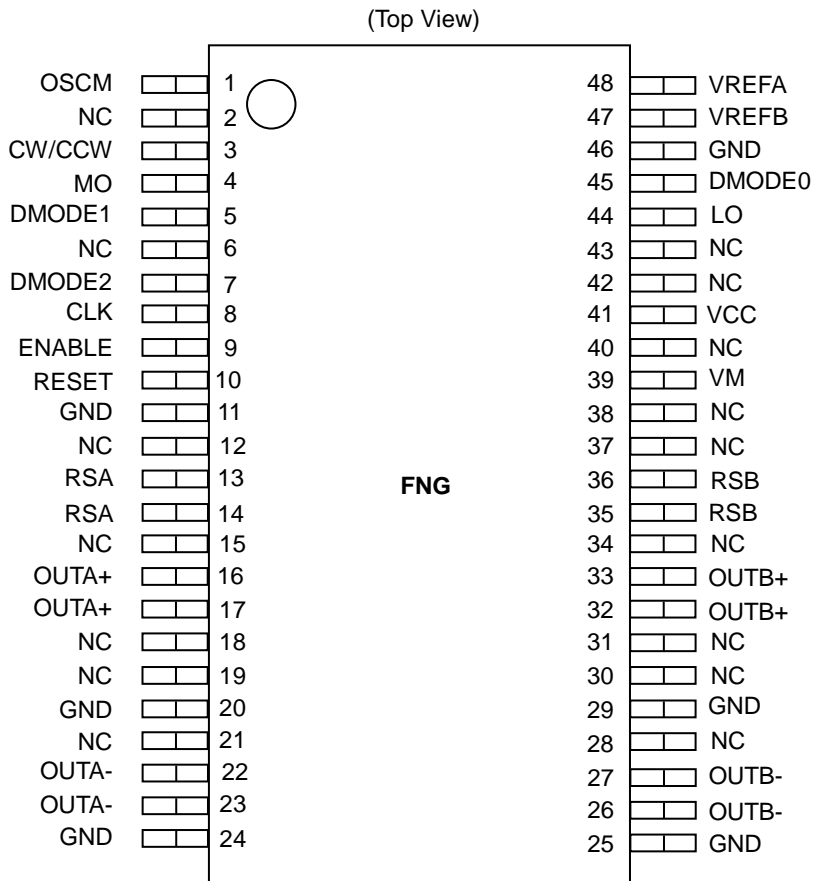 (Top View)
OSCM 1 48 VREFA
NC 2 47 VREFB
CW/CCW 3 46 GND
MO 4 45 DMODE0
DMODE1 5 44 LO
NC 6 43 NC
DMODE2 7 42 NC
CLK 8 41 VCC
ENABLE 9 40 NC
RESET 10 39 VM
GND 11 38 NC
NC 12 37 NC
RSA 13 FNG 36 RSB
RSA 14 35 RSB
NC 15 34 NC
OUTA+ 16 33 OUTB+
OUTA+ 17 32 OUTB+
NC 18 31 NC
NC 19 30 NC
GND 20 29 GND
NC 21 28 NC
OUTA- 22 27 OUTB-
OUTA- 23 26 OUTB-
GND 24 25 GND